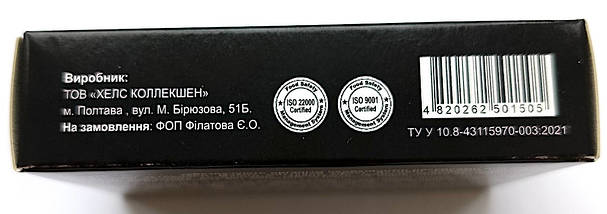 Виробник:
ТОВ «ХЕЛС КОЛЛЕКШЕН»
м. Полтава , вул. М. Бірюзова, 51Б.
На замовлення: ФОП Філатова Є.О.
Food Safety
ISO 22000
Certified
Management System
Food Safety
ISO 9001
Certified
Management System
4 820262 501505
ТУ У 10.8-43115970-003:2021